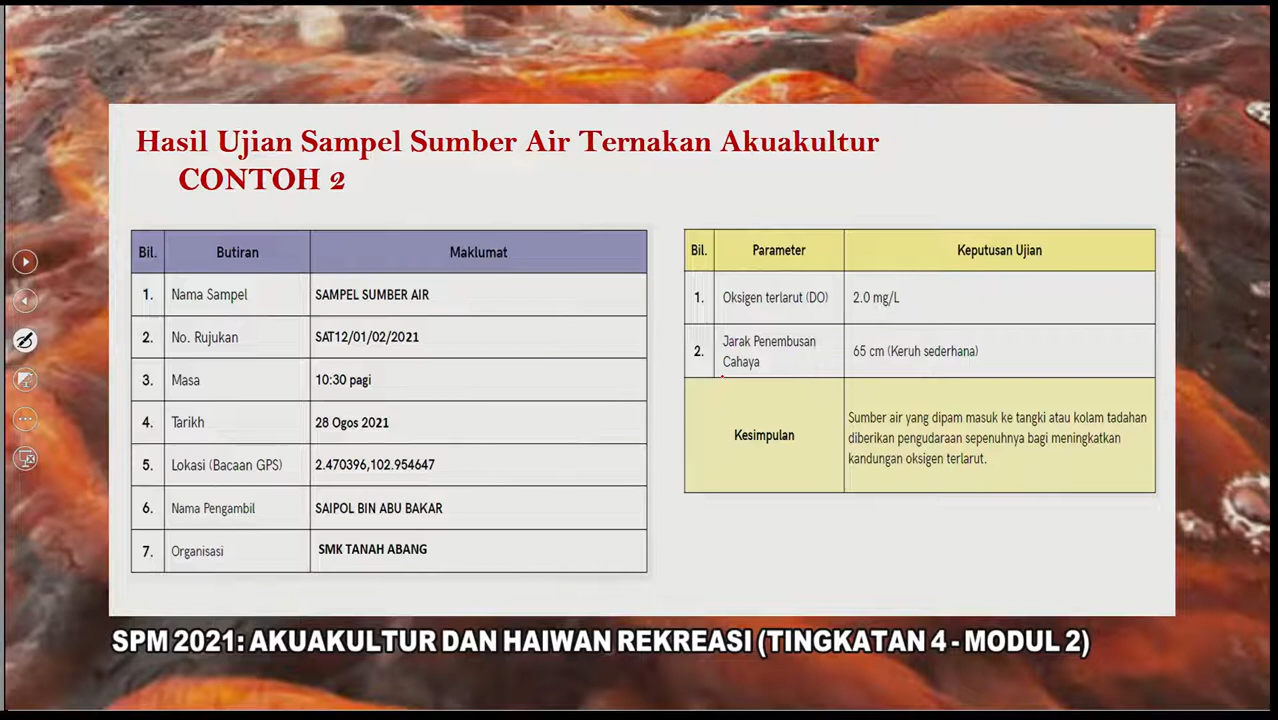 Hasil Ujian Sampel Sumber Air Ternakan Akuakultur
CONTOH 2
Bil. Butiran Maklumat
1. Nama Sampel SAMPEL SUMBER AIR
2. No. Rujukan SAT12/01/02/2021
3. Masa 10:30 pagi
4. Tarikh 28 Ogos 2021
5. Lokasi (Bacaan GPS) 2.470396,102.954647
6. Nama Pengambil SAIPOL BIN ABU BAKAR
7. Organisasi SMK TANAH ABANG
Bil. Parameter Keputusan Ujian
1. Oksigen terlarut (DO) 2.0 mg/L
2. Jarak Penembusan
Cahaya
65 cm (Keruh sederhana)
Kesimpulan
Sumber air yang dipam masuk ke tangki atau kolam tadahan
diberikan pengudaraan sepenuhnya bagi meningkatkan
kandungan oksigen terlarut.
SPM 2021: AKUAKULTUR DAN HAIWAN REKREASI (TINGKATAN 4 - MODUL 2)